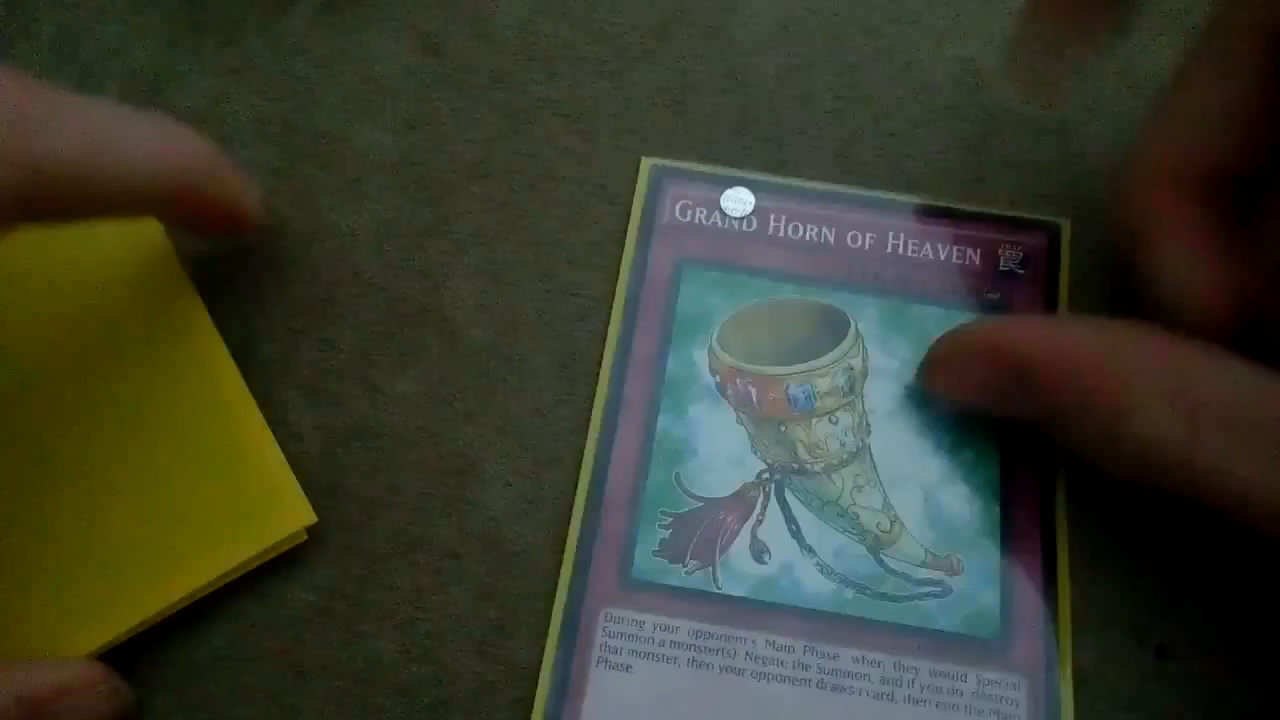 GRAND HORN OF HEAVEN
罠
During your opponent's Main Phase, when they would Special
Summon a monster(s): Negate the Summon, and if you do, destroy
that monster, then your opponent draws 1 card, then end the Main
Phase.